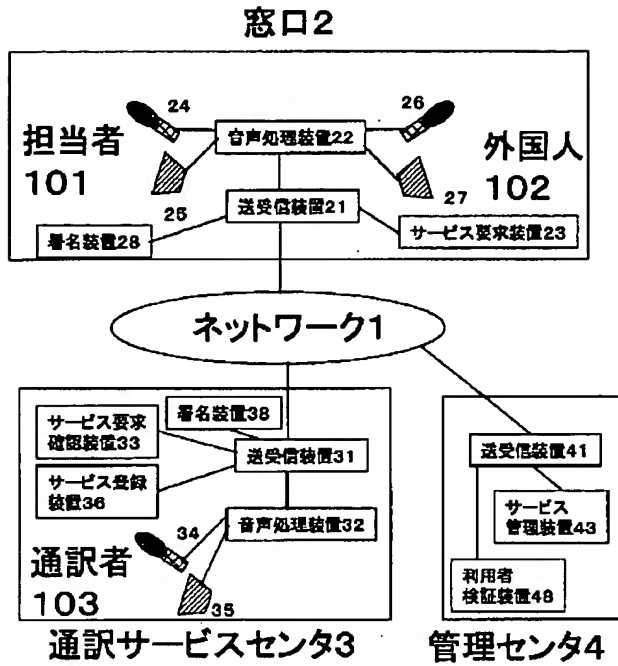 窓口2
24
26
担当者
101
音声処理装置22
外国人
102
25
送受信装置21
27
署名装置28
サービス要求装置23
ネットワーク1
サービス要求
確認装置33
署名装置38
送受信装置31
サービス登録
装置36
音声処理装置32
34
通訳者
103
35
通訳サービスセンタ3
送受信装置41
サービス
管理装置43
利用者
検証装置48
管理センタ4